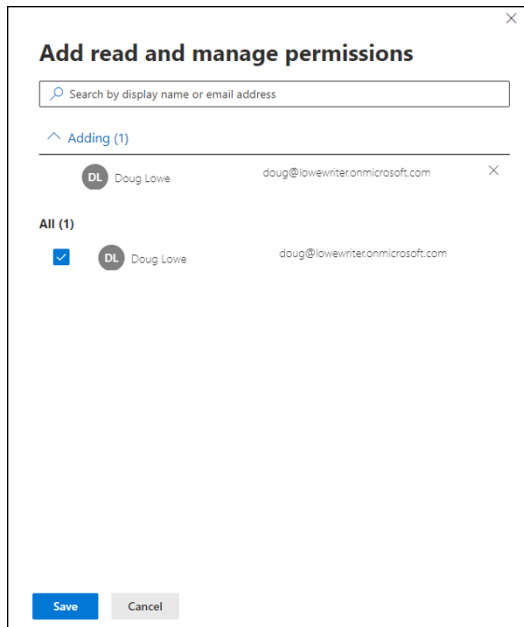 Add read and manage permissions
Search by display name or email address
Adding (1)
DL Doug Lowe doug@lowewriter.onmicrosoft.com
All (1)
DL Doug Lowe doug@lowewriter.onmicrosoft.com
Save Cancel